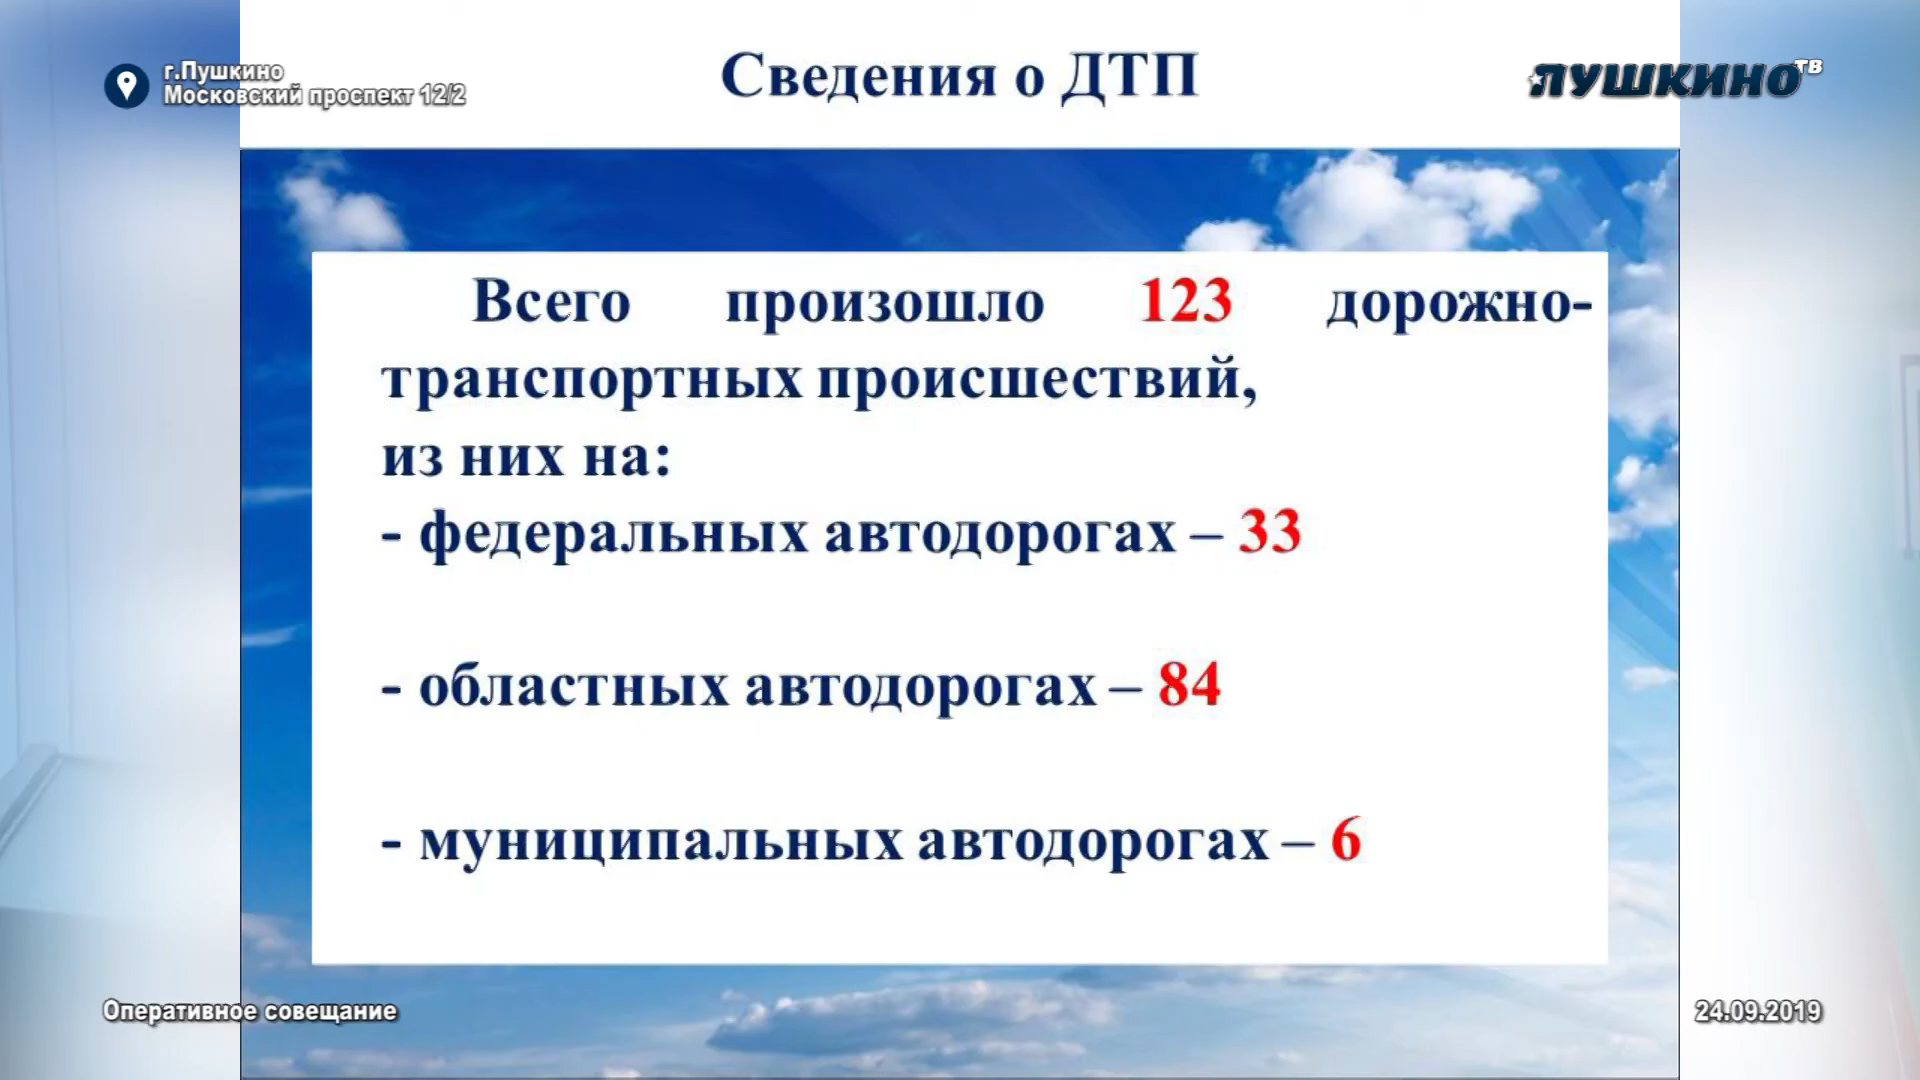 г.Пушкино
Московский проспект 12/2
Сведения о ДТП
ПУШКИНО ТВ
Всего произошло 123 дорожно-
транспортных происшествий,
из них на:
- федеральных автодорогах – 33
- областных автодорогах – 84
- муниципальных автодорогах – 6
Оперативное совещание
24.09.2019